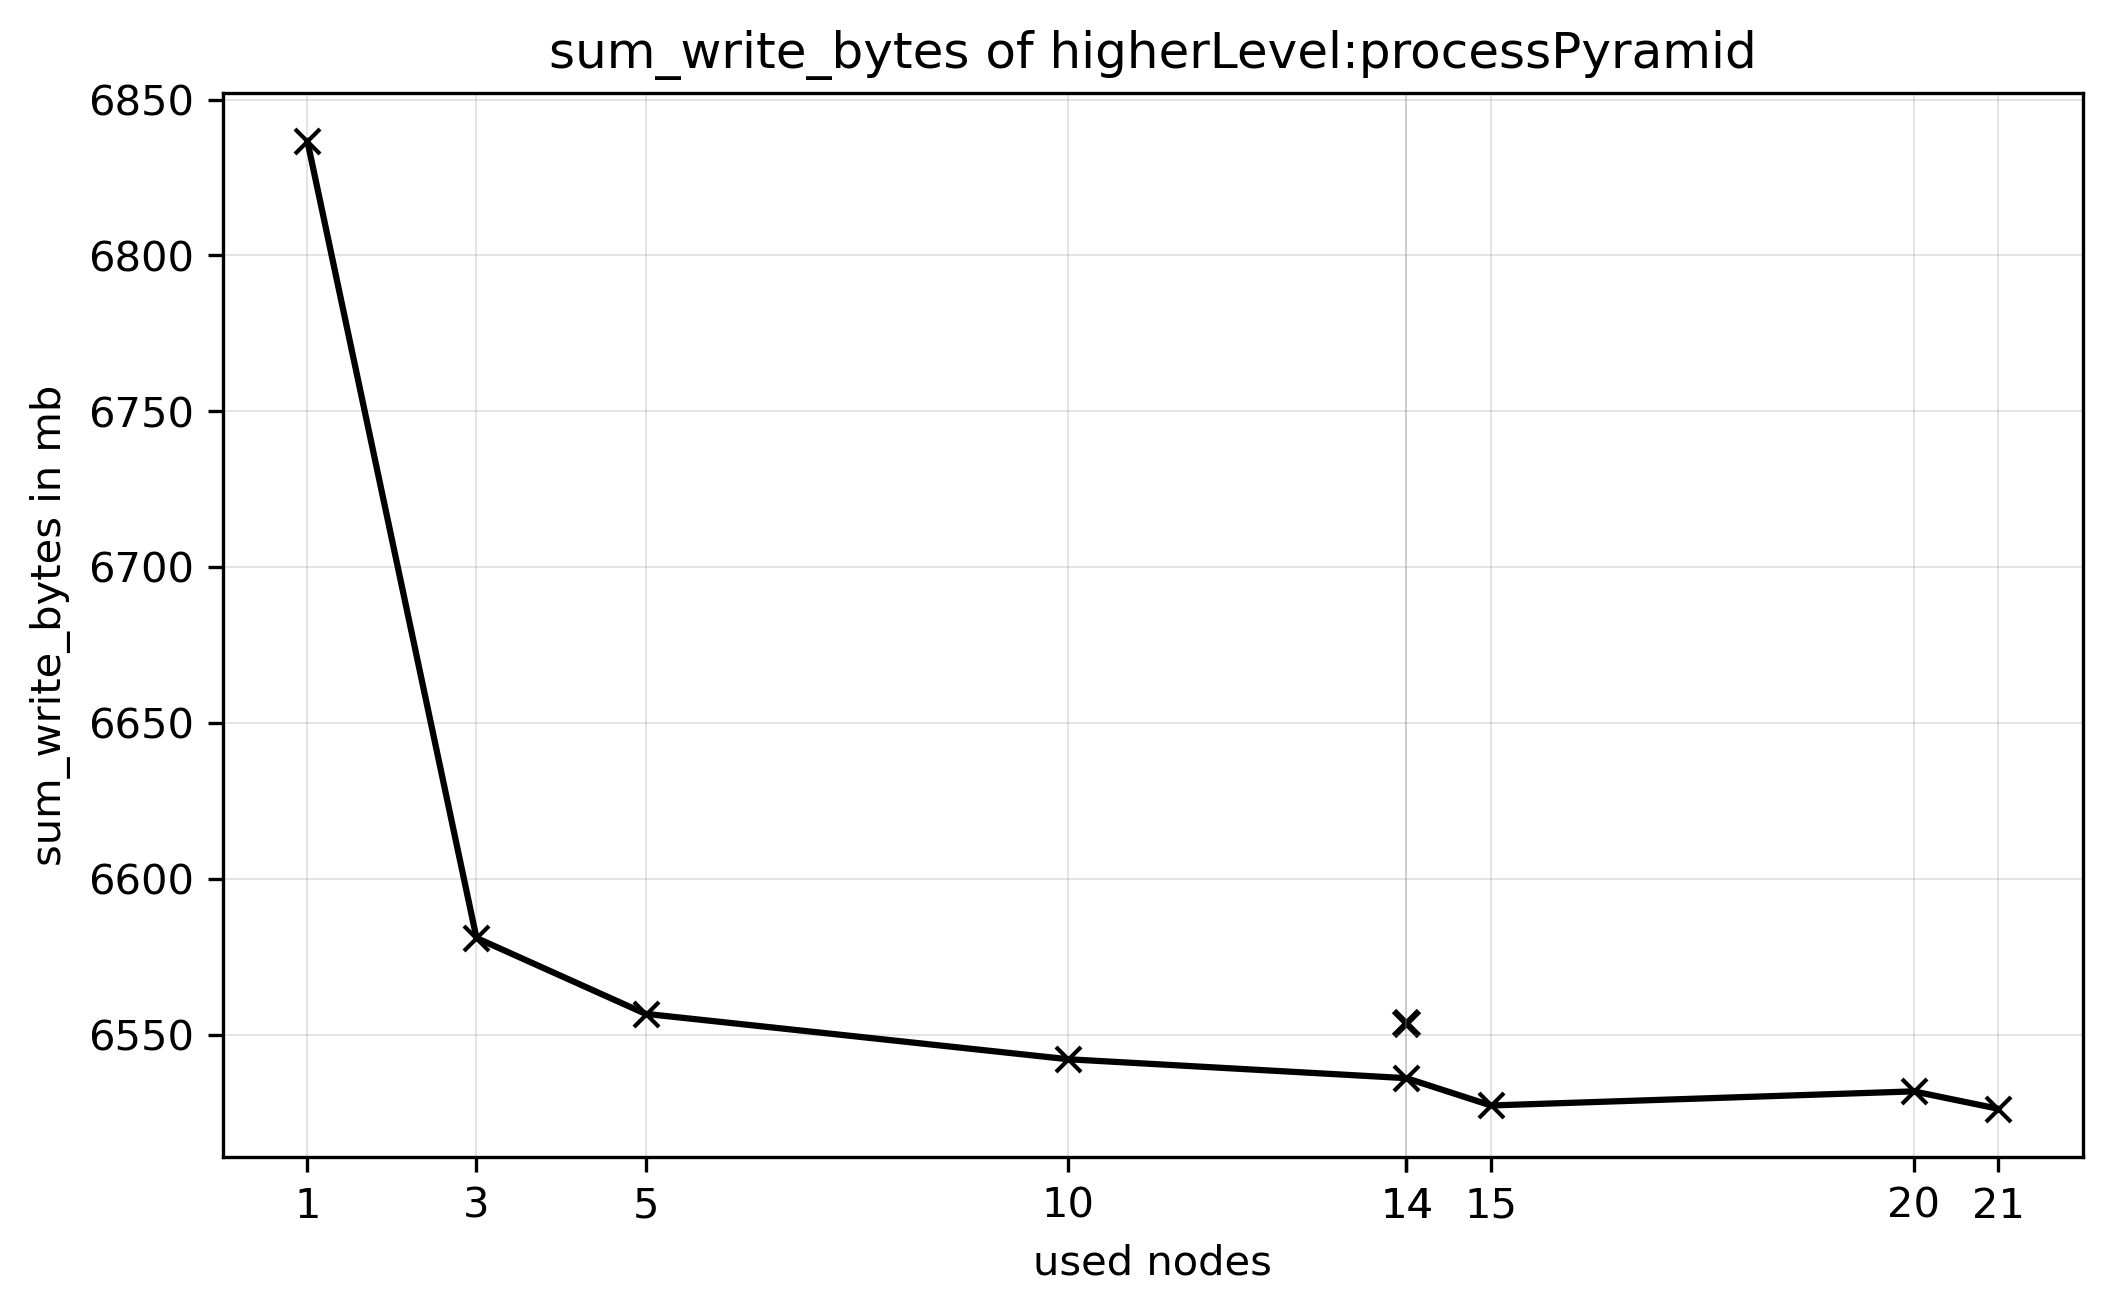 sum_write_bytes of higherLevel:processPyramid
sum_write_bytes in mb
6850
6800
6750
6700
6650
6600
6550
1 3 5 10 14 15 20 21
used nodes